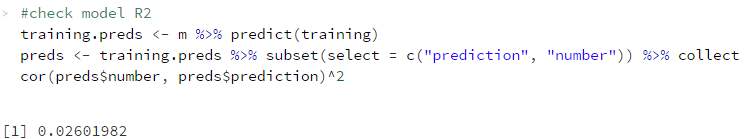 > #check model R2
training.preds <- m %>% predict(training)
preds <- training.preds %>% subset(select = c("prediction", "number")) %>% collect
cor(preds$number, preds$prediction)^2
[1] 0.02601982